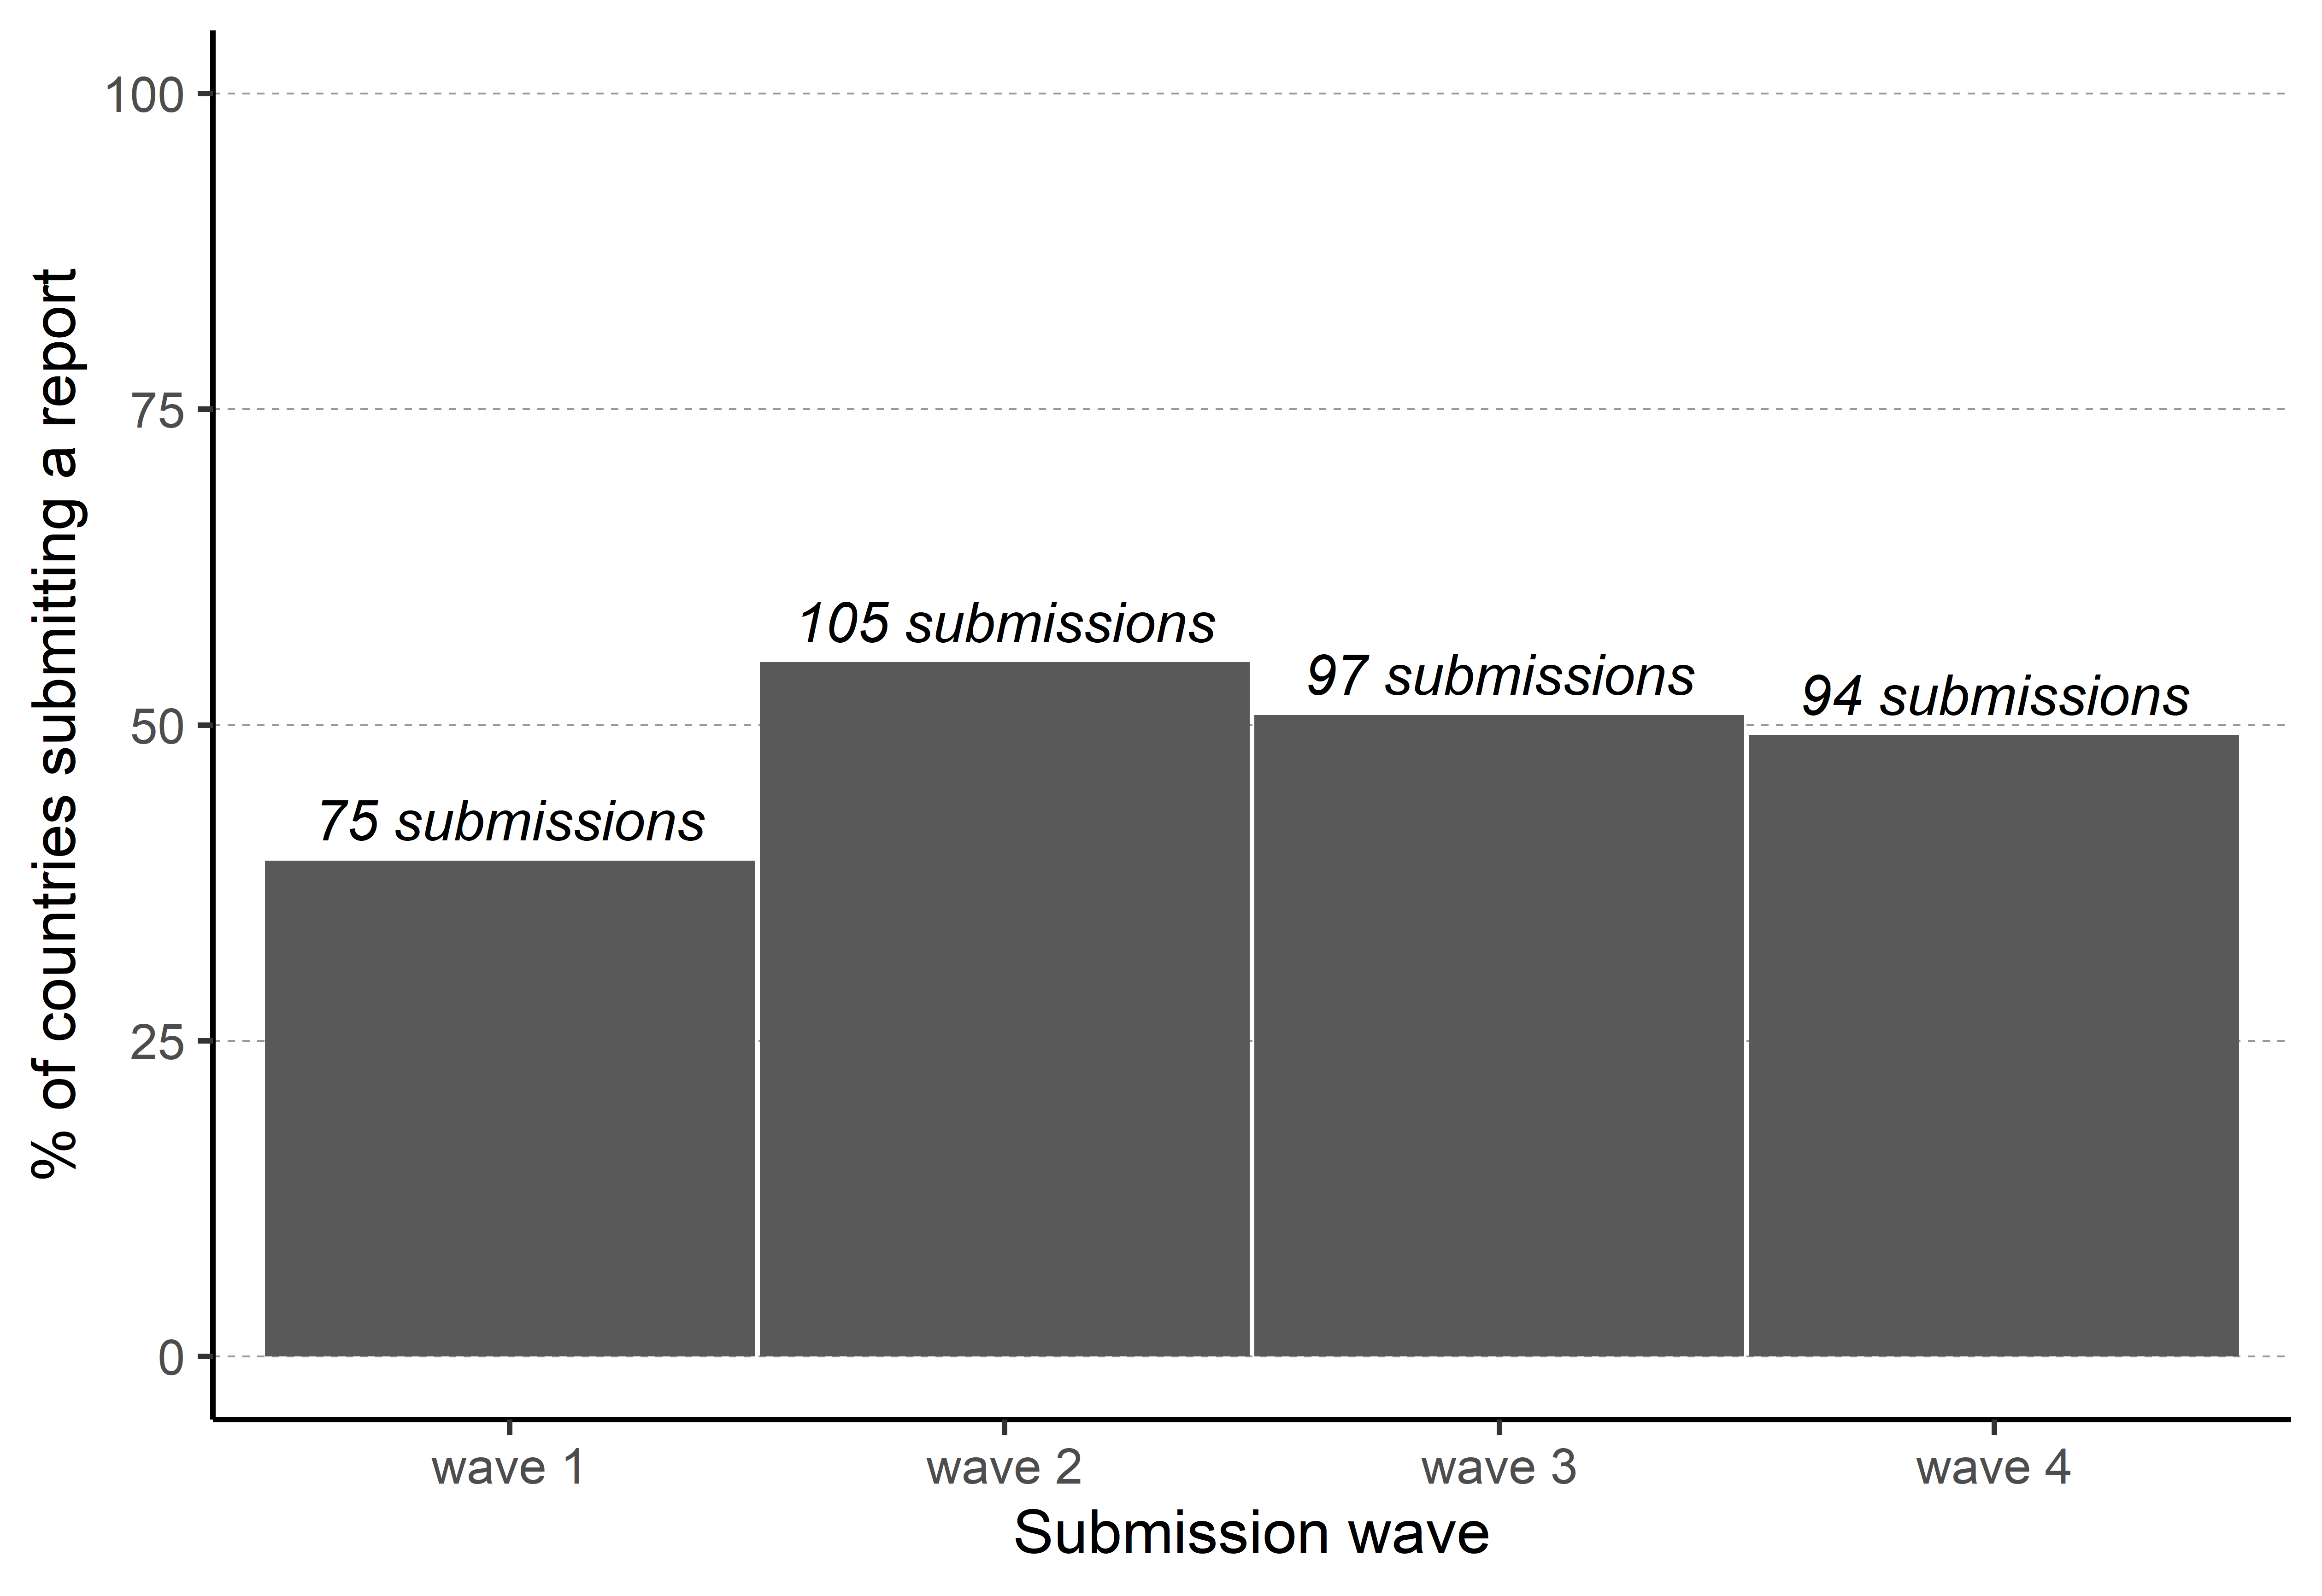 % of countries submitting a report
100
75
50
25
0
75 submissions
105 submissions
97 submissions
94 submissions
wave 1
wave 2
wave 3
wave 4
Submission wave